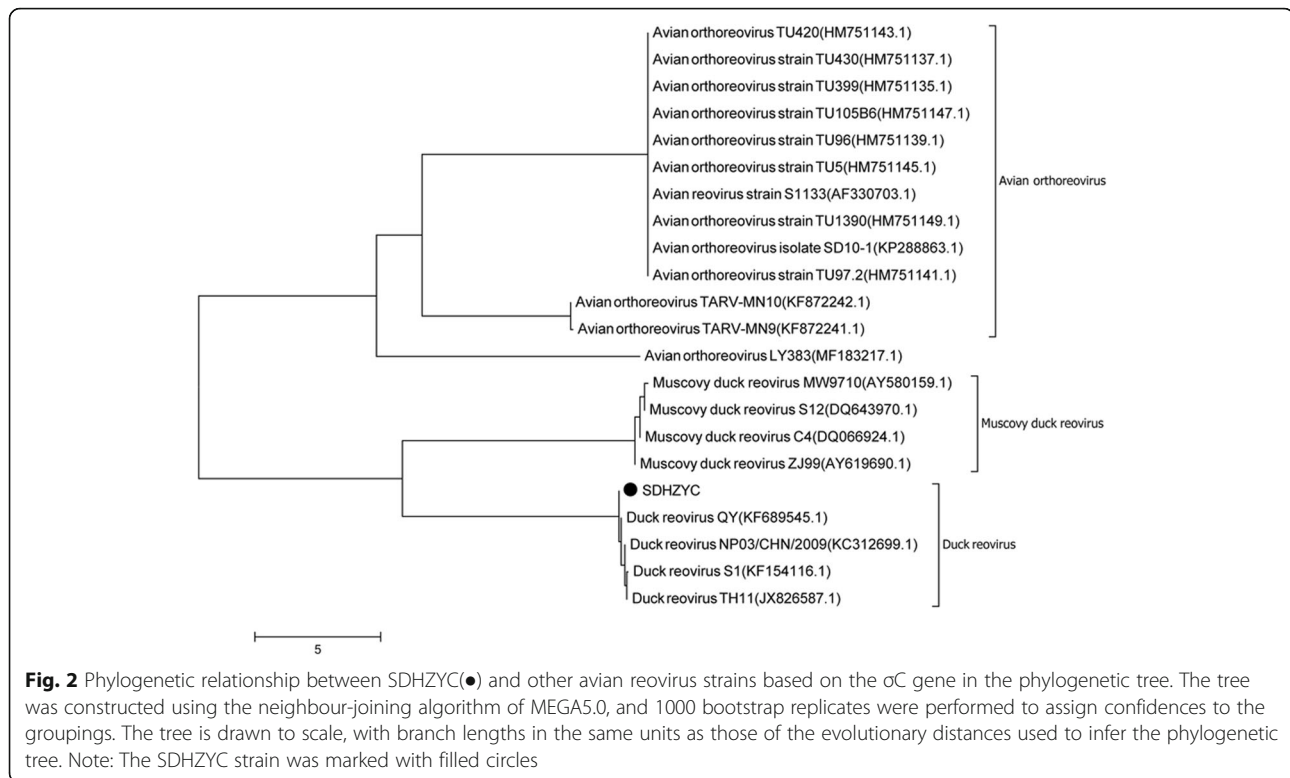 Avian orthoreovirus TU420(HM751143.1)
Avian orthoreovirus strain TU430(HM751137.1)
Avian orthoreovirus strain TU399(HM751135.1)
Avian orthoreovirus strain TU105B6(HM751147.1)
Avian orthoreovirus strain TU96(HM751139.1)
Avian orthoreovirus strain TU5(HM751145.1)
Avian reovirus strain S1133(AF330703.1)
Avian orthoreovirus strain TU1390(HM751149.1)
Avian orthoreovirus isolate SD10-1(KP288863.1)
Avian orthoreovirus strain TU97.2(HM751141.1)
Avian orthoreovirus TARV-MN10(KF872242.1)
Avian orthoreovirus TARV-MN9(KF872241.1)
Avian orthoreovirus
Avian orthoreovirus LY383(MF183217.1)
Muscovy duck reovirus MW9710(AY580159.1)
Muscovy duck reovirus S12(DQ643970.1)
Muscovy duck reovirus C4(DQ066924.1)
Muscovy duck reovirus ZJ99(AY619690.1)
Muscovy duck reovirus
SDHZYC
Duck reovirus QY(KF689545.1)
Duck reovirus NP03/CHN/2009(KC312699.1)
Duck reovirus S1(KF154116.1)
Duck reovirus TH11(JX826587.1)
Duck reovirus
5
Fig. 2 Phylogenetic relationship between SDHZYC(●) and other avian reovirus strains based on the σC gene in the phylogenetic tree. The tree
was constructed using the neighbour-joining algorithm of MEGA5.0, and 1000 bootstrap replicates were performed to assign confidences to the
groupings. The tree is drawn to scale, with branch lengths in the same units as those of the evolutionary distances used to infer the phylogenetic
tree. Note: The SDHZYC strain was marked with filled circles